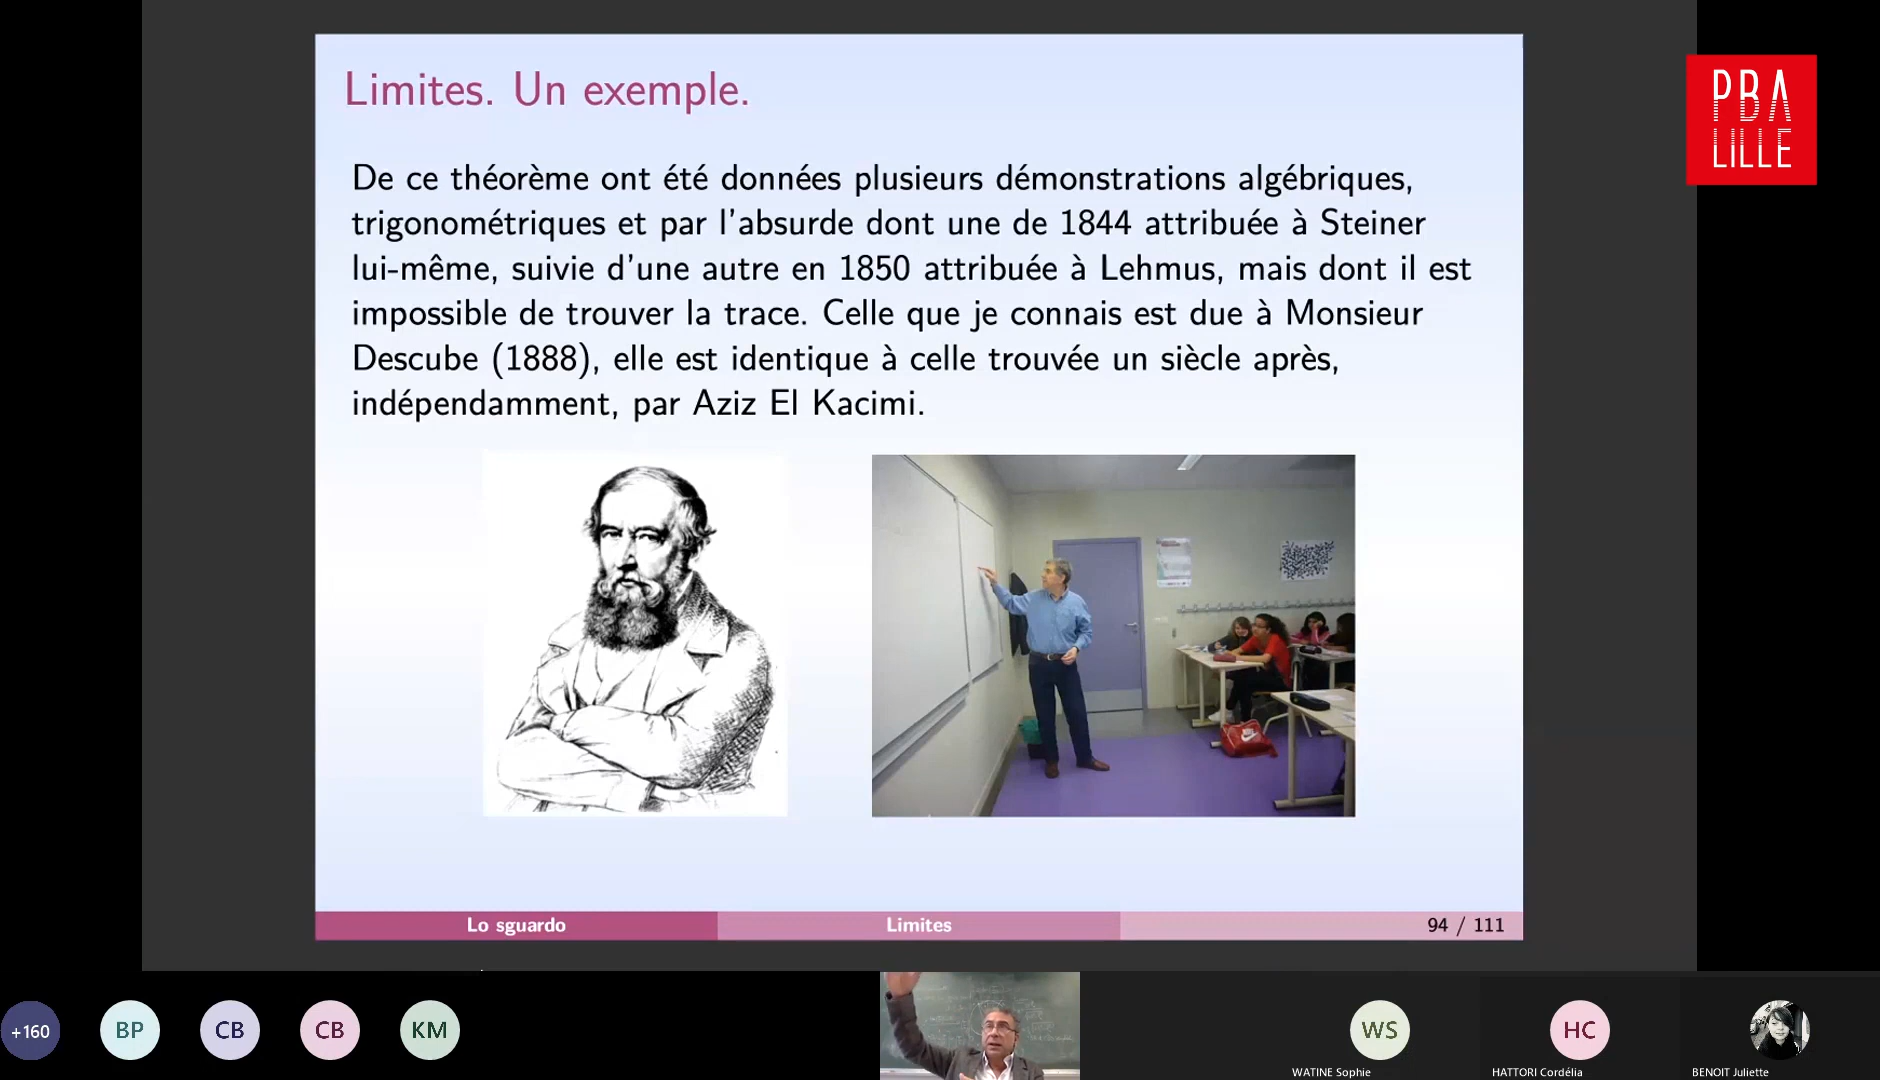 Limites. Un exemple.
De ce théorème ont été données plusieurs démonstrations algébriques,
trigonométriques et par l'absurde dont une de 1844 attribuée à Steiner
lui-même, suivie d'une autre en 1850 attribuée à Lehmus, mais dont il est
impossible de trouver la trace. Celle que je connais est due à Monsieur
Descube (1888), elle est identique à celle trouvée un siècle après,
indépendamment, par Aziz El Kacimi.
Lo sguardo
Limites
94 / 111
PBA
LILLE
+160
BP
CB
CB
KM
WS
WATINE Sophie
HC
HATTORI Cordélia
BENOIT Juliette